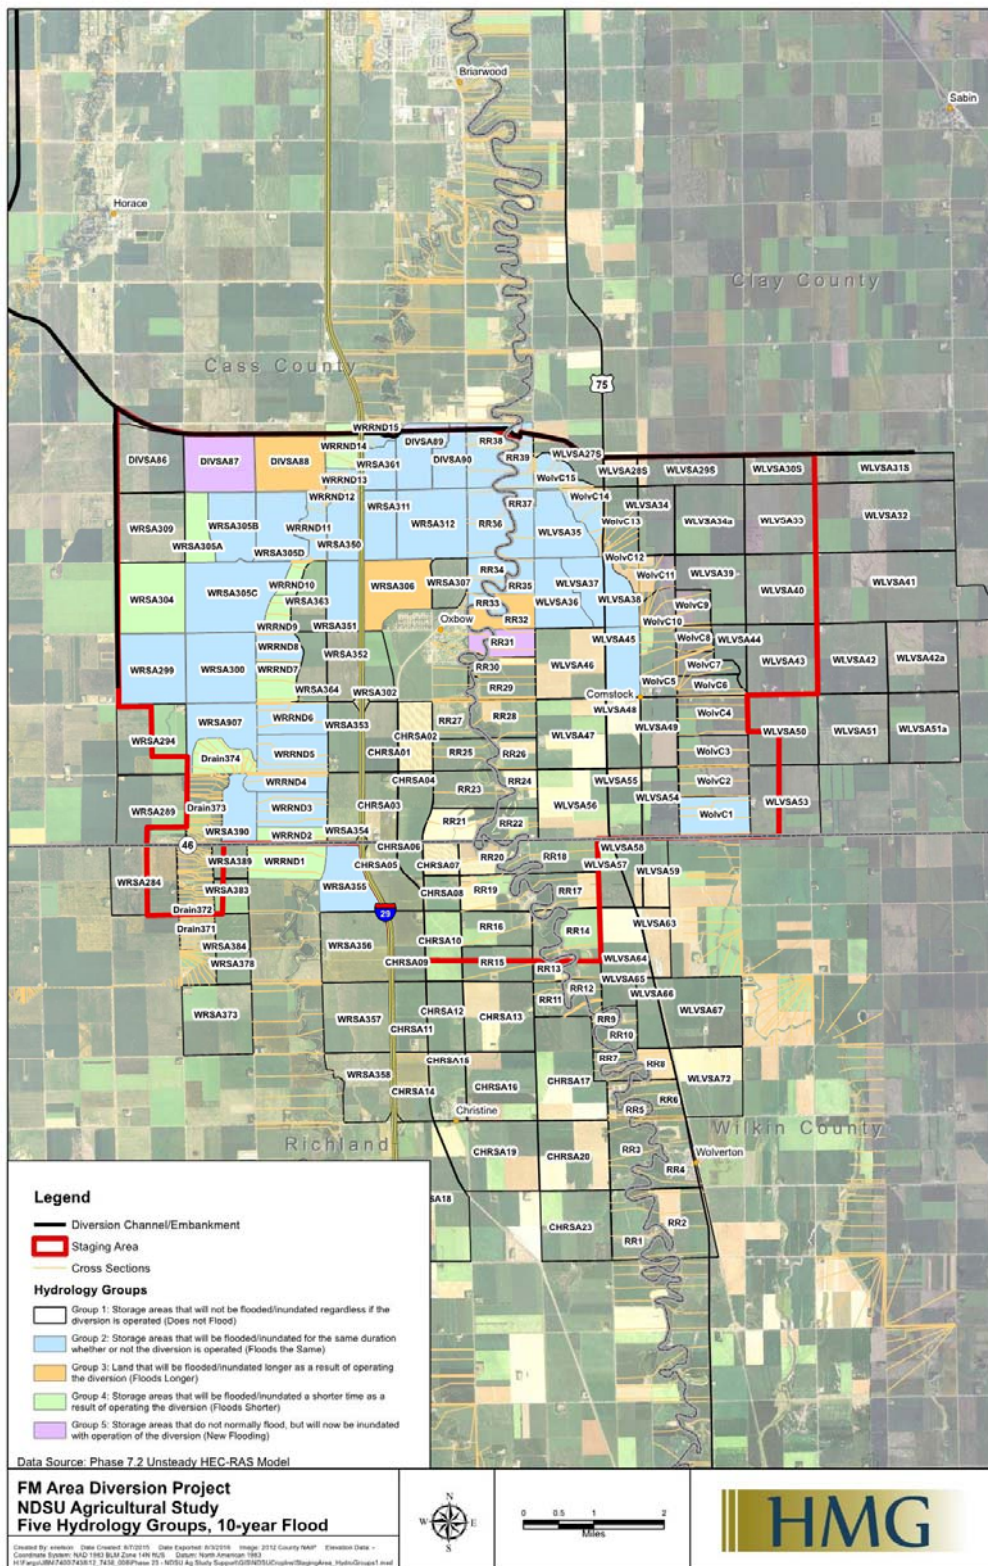 Briarwood
Sabin
Horace
Clay County
Cass County
75
WRRND15
WRRND14
DIVSA89
RR38
DIVSA86
DIVSA87
DIVSA88
WRSA361
DIVSA90
RR39
WLVSA27S
WLVSA28S
WLVSA29S
WLVSA30S
WLVSA31S
WRRND13
WolvC15
WRRND12
WolvC14
WRSA309
WRSA305B
WRRND11
WRSA311
WRSA312
RR36
RR37
WLVSA35
WolvC13
WLVSA34
WLVSA34a
WLVSA33
WLVSA32
WRSA305A
WRSA305D
WRSA350
WolvC12
WRSA304
WRSA305C
WRRND10
WRSA363
WRSA306
WRSA307
RR34
RR35
WLVSA37
WolvC11
WLVSA39
WLVSA40
WLVSA41
RR33
RR32
WLVSA36
WLVSA38
WolvC9
WRRND9
WRSA351
Oxbow
WolvC10
WRRND8
WRSA352
RR31
WLVSA45
WolvC8
WLVSA44
WRSA299
WRSA300
WRRND7
RR30
WLVSA46
WolvC7
WLVSA43
WLVSA42
WLVSA42a
WRSA364
WRSA302
RR29
Comstock
WolvC5
WolvC6
WRSA907
WRRND6
WRSA353
RR27
RR28
WLVSA48
WLVSA49
WolvC4
WLVSA50
WLVSA51
WLVSA51a
WRSA294
CHRSA02
WLVSA47
Drain374
WRRND5
CHRSA01
RR25
RR26
WolvC3
WRRND4
CHRSA04
RR24
WLVSA55
WolvC2
WRSA289
Drain373
WRRND3
CHRSA03
RR23
WLVSA56
WLVSA54
WLVSA53
WRSA390
WRRND2
WRSA354
RR21
RR22
WolvC1
46
CHRSA06
WLVSA58
WRSA389
WRRND1
CHRSA05
CHRSA07
RR20
RR18
WLVSA57
WLVSA59
WRSA284
WRSA383
WRSA355
CHRSA08
RR19
RR17
Drain372
29
Drain371
WRSA384
WRSA356
CHRSA10
RR16
RR14
WLVSA63
WRSA378
CHRSA09
RR15
RR13
WLVSA64
WLVSA65
RR12
RR11
WLVSA66
WRSA373
WRSA357
CHRSA12
CHRSA13
RR9
WLVSA67
CHRSA11
RR10
CHRSA15
RR7
RR8
WRSA358
CHRSA14
CHRSA16
CHRSA17
WLVSA72
Christine
RR5
RR6
Richland
Wilkin County
CHRSA19
CHRSA20
RR3
RR4
Wolverton
SA18
CHRSA23
RR1
RR2
Legend
Diversion Channel/Embankment
Staging Area
Cross Sections
Hydrology Groups
Group 1: Storage areas that will not be flooded/inundated regardless if the
diversion is operated (Does not Flood)
Group 2: Storage areas that will be flooded/inundated for the same duration
whether or not the diversion is operated (Floods the Same)
Group 3: Land that will be flooded/inundated longer as a result of operating
the diversion (Floods Longer)
Group 4: Storage areas that will be flooded/inundated a shorter time as a
result of operating the diversion (Floods Shorter)
Group 5: Storage areas that do not normally flood, but will now be inundated
with operation of the diversion (New Flooding)
Data Source: Phase 7.2 Unsteady HEC-RAS Model
FM Area Diversion Project
NDSU Agricultural Study
Five Hydrology Groups, 10-year Flood
N
W
E
S
0 0.5 1 2
Miles
HMG